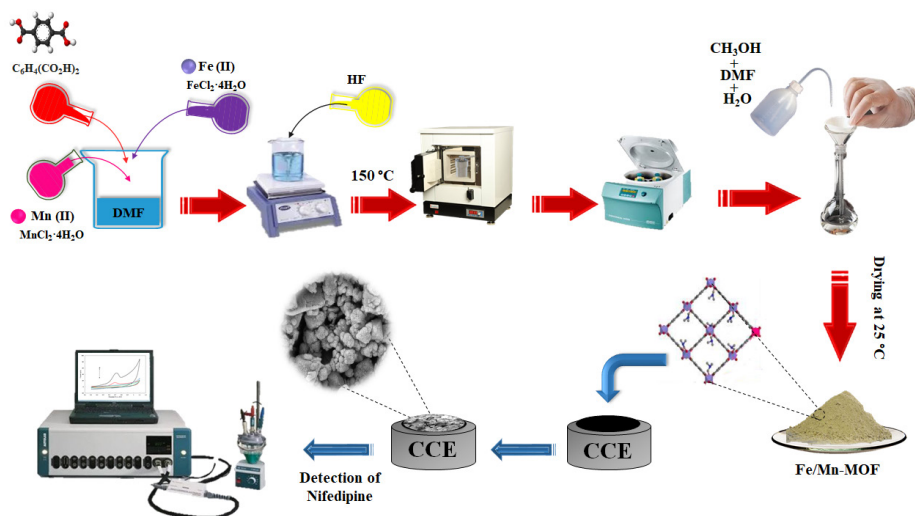 C₆H₄(CO₂H)₂
Fe (II)
FeCl₂·4H₂O
HF
CH₃OH
+
DMF
+
H₂O
Mn (II)
MnCl₂·4H₂O
DMF
150 °C
Drying at 25 °C
CCE
CCE
Detection of
Nifedipine
Fe/Mn-MOF